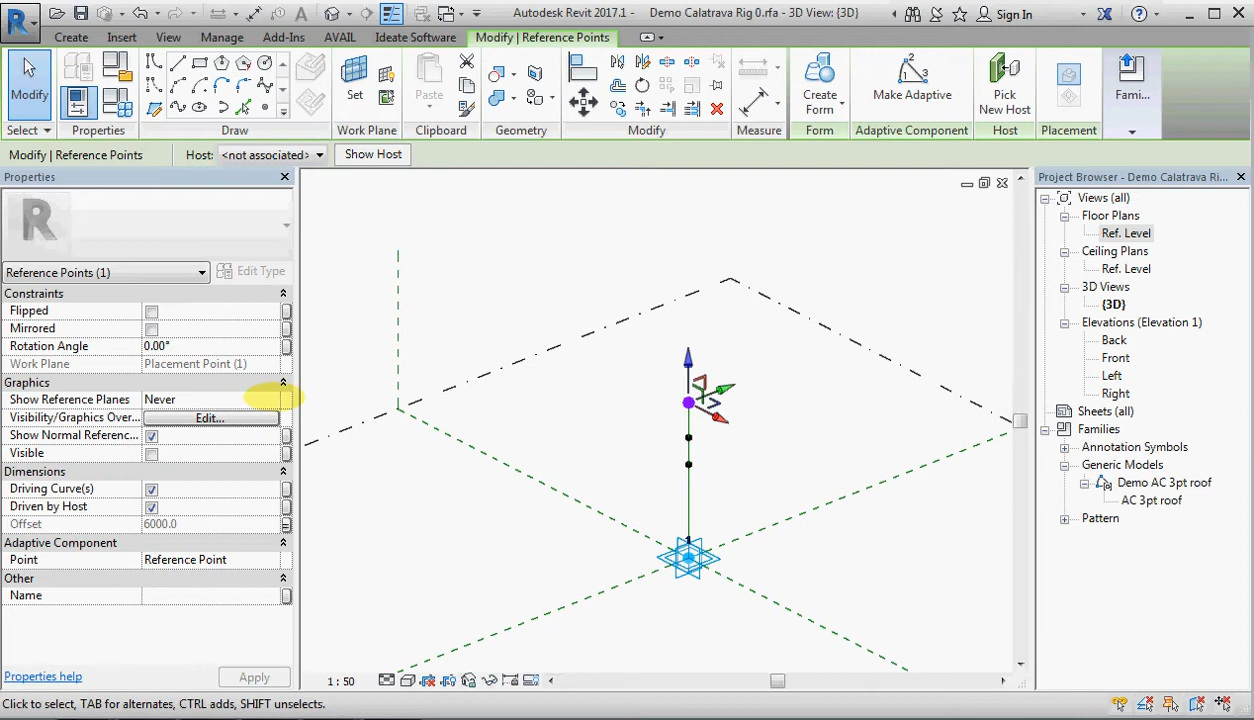 Autodesk Revit 2017.1 - Demo Calatrava Rig 0.rfa - 3D View: {3D}
Sign In
Create
Insert
View
Manage
Add-Ins
AVAIL
Ideate Software
Modify | Reference Points
Modify
Set
Paste
Create Form
Make Adaptive
Pick New Host
Fami...
Select
Properties
Draw
Work Plane
Clipboard
Geometry
Modify
Measure
Form
Adaptive Component
Host
Placement
Modify | Reference Points
Host: <not associated>
Show Host
Properties
Reference Points (1)
Edit Type
Constraints
Flipped
Mirrored
Rotation Angle 0.00°
Work Plane Placement Point (1)
Graphics
Show Reference Planes Never
Visibility/Graphics Over... Edit...
Show Normal Referenc...
Visible
Dimensions
Driving Curve(s)
Driven by Host
Offset 6000.0
Adaptive Component
Point Reference Point
Other
Name
Properties help
Apply
1 : 50
Project Browser - Demo Calatrava Ri...
Views (all)
Floor Plans
Ref. Level
Ceiling Plans
Ref. Level
3D Views
{3D}
Elevations (Elevation 1)
Back
Front
Left
Right
Sheets (all)
Families
Annotation Symbols
Generic Models
Demo AC 3pt roof
AC 3pt roof
Pattern
Click to select, TAB for alternates, CTRL adds, SHIFT unselects.